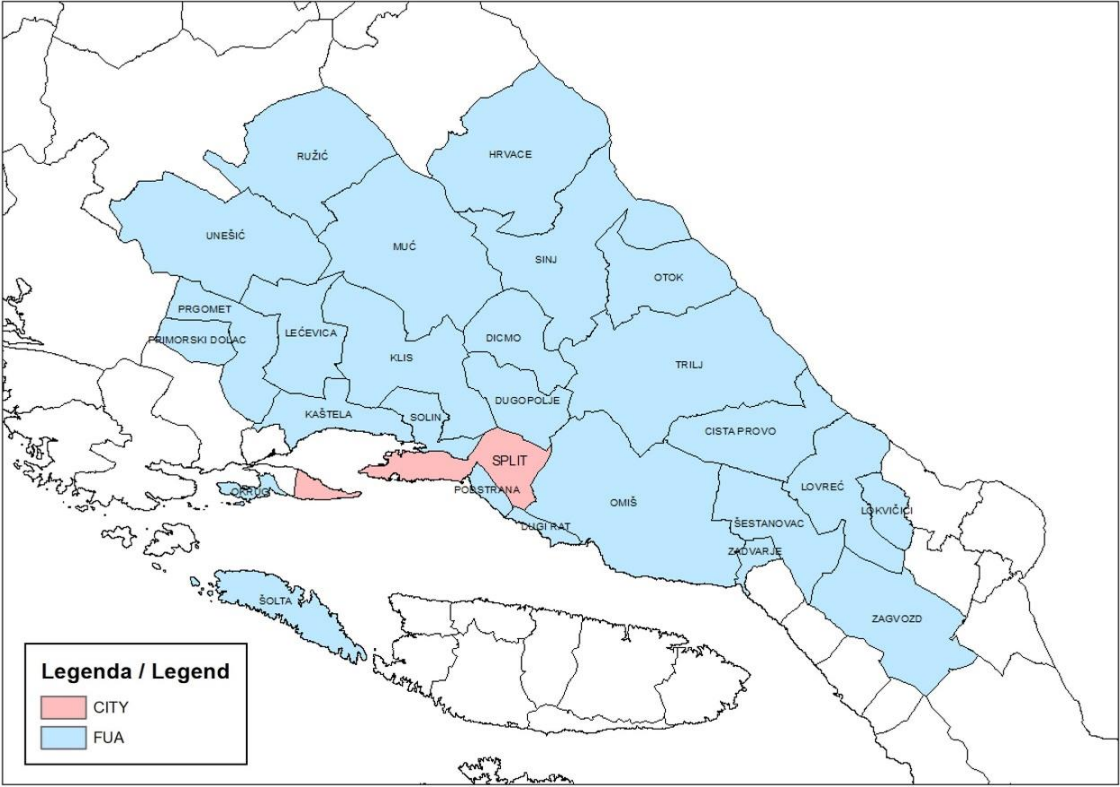 HRVACE
RUŽIĆ
UNEŠIĆ
MUĆ
SINJ
OTOK
PRGOMET
PRIMORSKI DOLAC
LEĆEVICA
DICMO
KLIS
TRILJ
DUGOPOLJE
KAŠTELA
SOLIN
CISTA PROVO
SPLIT
LOVREĆ
OKRUG
PODSTRANA
OMIŠ
LOKVIČIĆI
DUGI RAT
ŠESTANOVAC
ZADVARJE
ŠOLTA
ZAGVOZD
Legenda / Legend
CITY
FUA